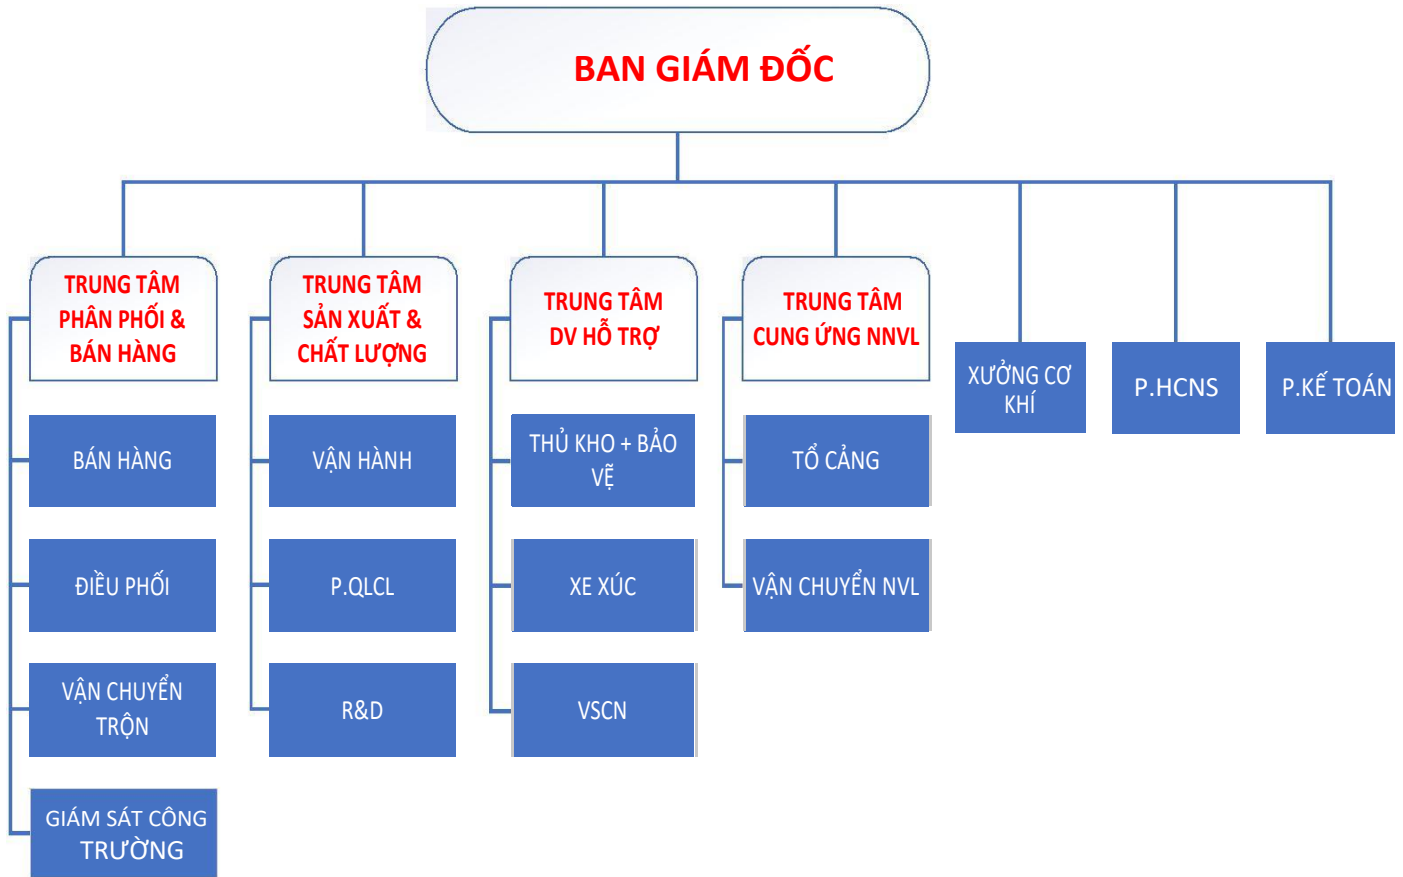 BAN GIÁM ĐỐC
TRUNG TÂM
PHÂN PHỐI &
BÁN HÀNG
TRUNG TÂM
SẢN XUẤT &
CHẤT LƯỢNG
TRUNG TÂM
DV HỖ TRỢ
TRUNG TÂM
CUNG ỨNG NNVL
XƯỞNG CƠ
KHÍ
P.HCNS
P.KẾ TOÁN
BÁN HÀNG
VẬN HÀNH
THỦ KHO + BẢO
VỆ
TỔ CẢNG
ĐIỀU PHỐI
P.QLCL
XE XÚC
VẬN CHUYỂN NVL
VẬN CHUYỂN
TRỘN
R&D
VSCN
GIÁM SÁT CÔNG
TRƯỜNG